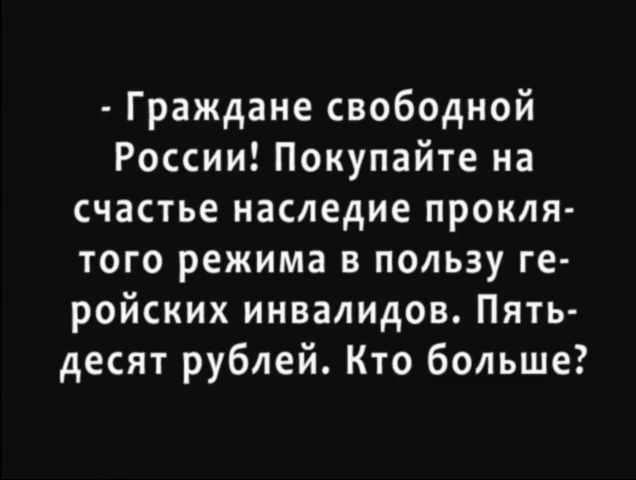 - Граждане свободной
России! Покупайте на
счастье наследие прокля-
того режима в пользу ге-
ройских инвалидов. Пять-
десят рублей. Кто больше?